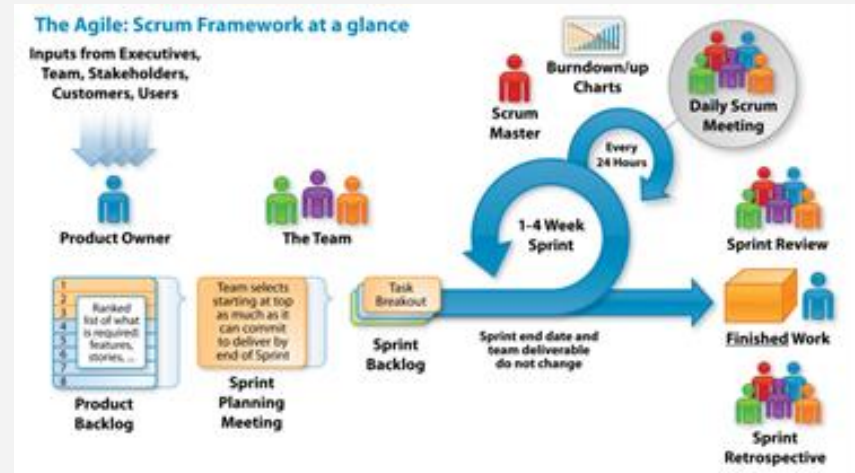 The Agile: Scrum Framework at a glance
Inputs from Executives,
Team, Stakeholders,
Customers, Users
Product Owner
The Team
Scrum
Master
Burndown/up
Charts
Daily Scrum
Meeting
Every
24 Hours
1-4 Week
Sprint
Sprint Review
1
2
3
4
5
6
7
8
Ranked
list of what
is required:
features,
stories, ...
Product
Backlog
Team selects
starting at top
as much as it
can commit
to deliver by
end of Sprint
Sprint
Planning
Meeting
Task
Breakout
Sprint
Backlog
Sprint end date and
team deliverable
do not change
Finished Work
Sprint
Retrospective